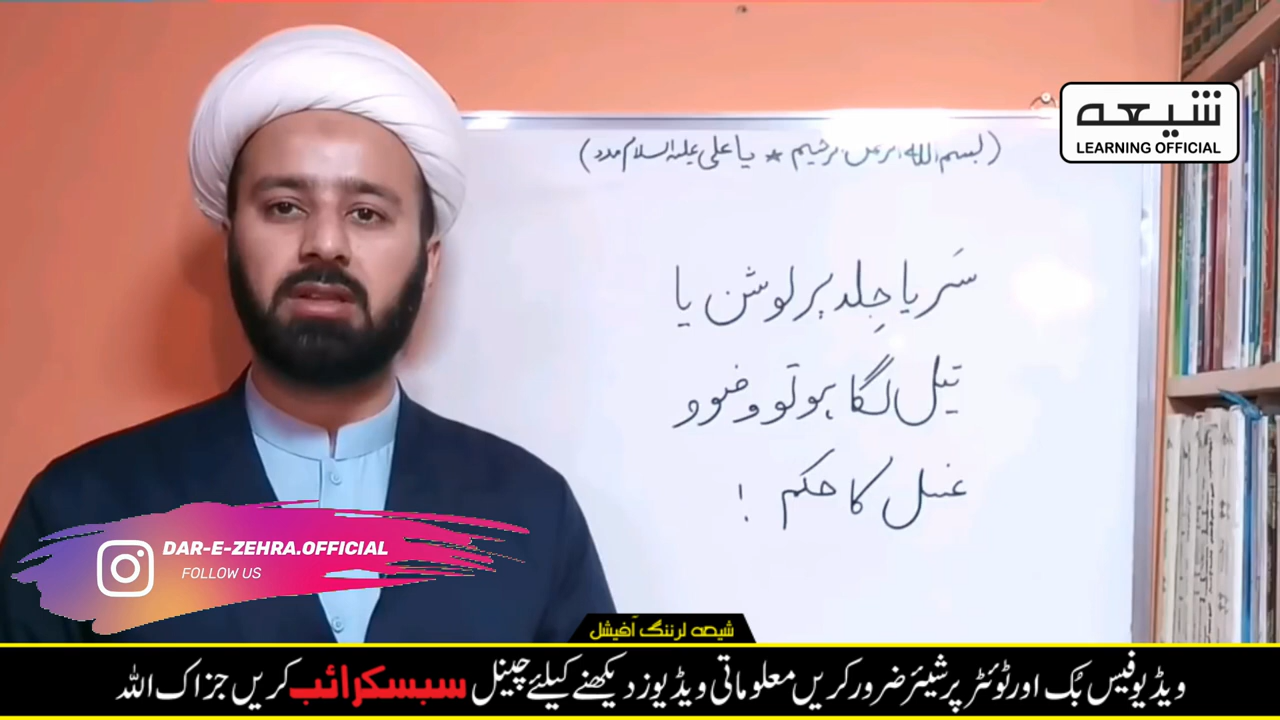 شیعہ
LEARNING OFFICIAL
(بسم اللہ الرحمٰن الرحیم ★ یا علی علیہ السلام مدد)
سَر یا جِلد پر لوشن یا
تیل لگا ہو تو وضو و
غسل کا حکم !
DAR-E-ZEHRA.OFFICIAL
FOLLOW US
شیعہ لرننگ آفیشل
ویڈیو فیس بُک اور ٹوئٹر پر شیئر ضرور کریں معلوماتی ویڈیوز دیکھنے کیلئے چینل سبسکرائب کریں جزاک اللہ